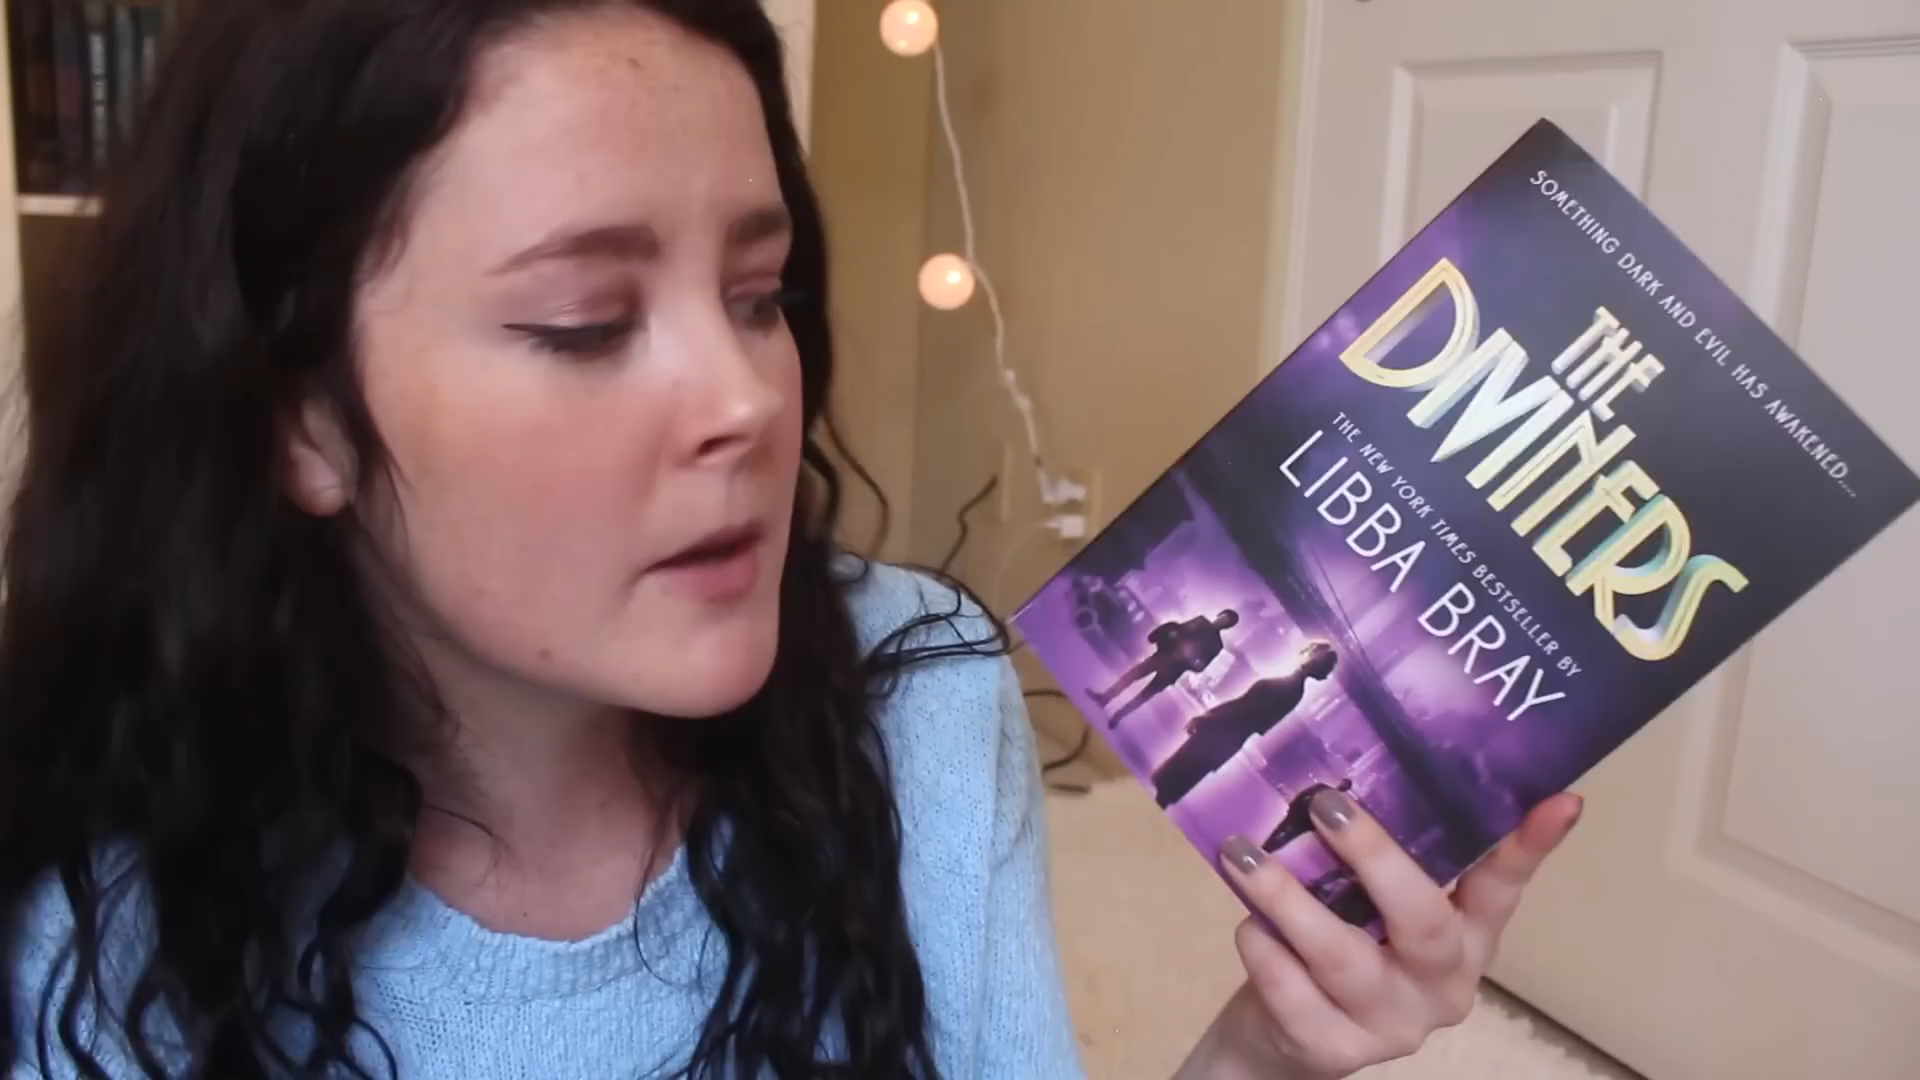 SOMETHING DARK AND EVIL HAS AWAKENED...
THE
DIVINERS
THE NEW YORK TIMES BESTSELLER BY
LIBBA BRAY